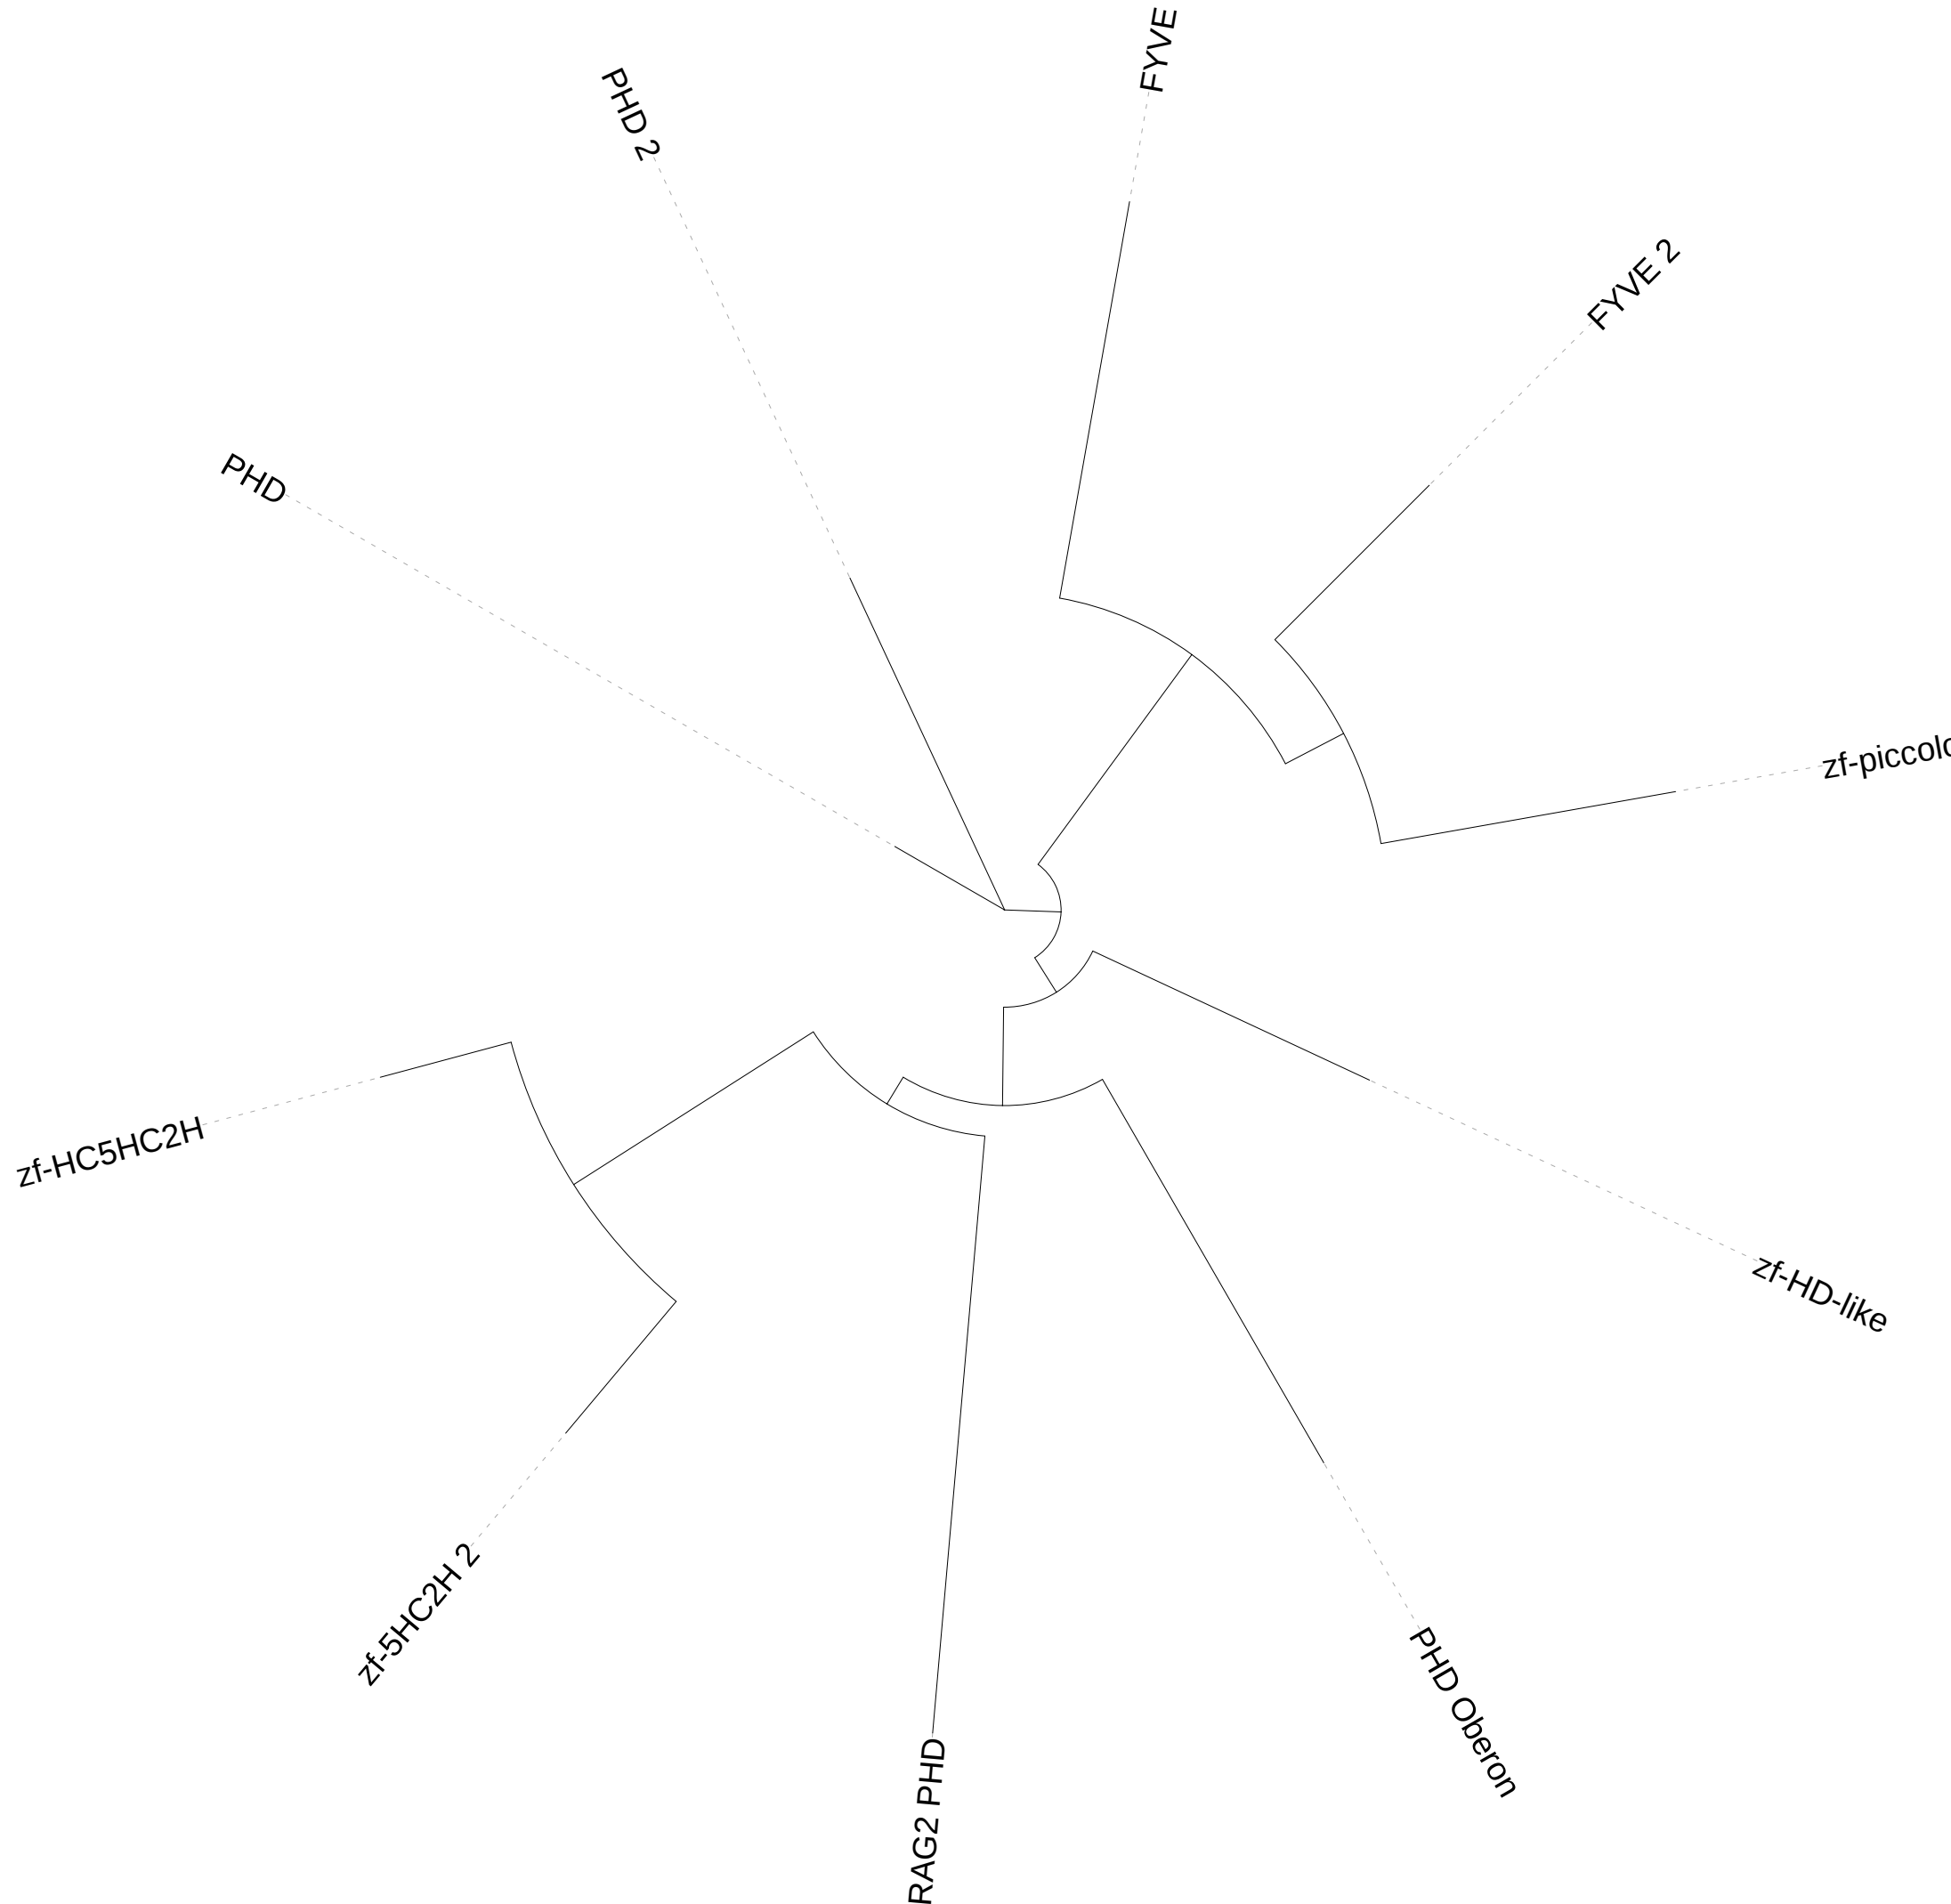 FYVE
PHD 2
FYVE 2
PHD
zf-piccolo
zf-HC5HC2H
zf-HD-like
zf-5HC2H 2
PHD Oberon
RAG2 PHD